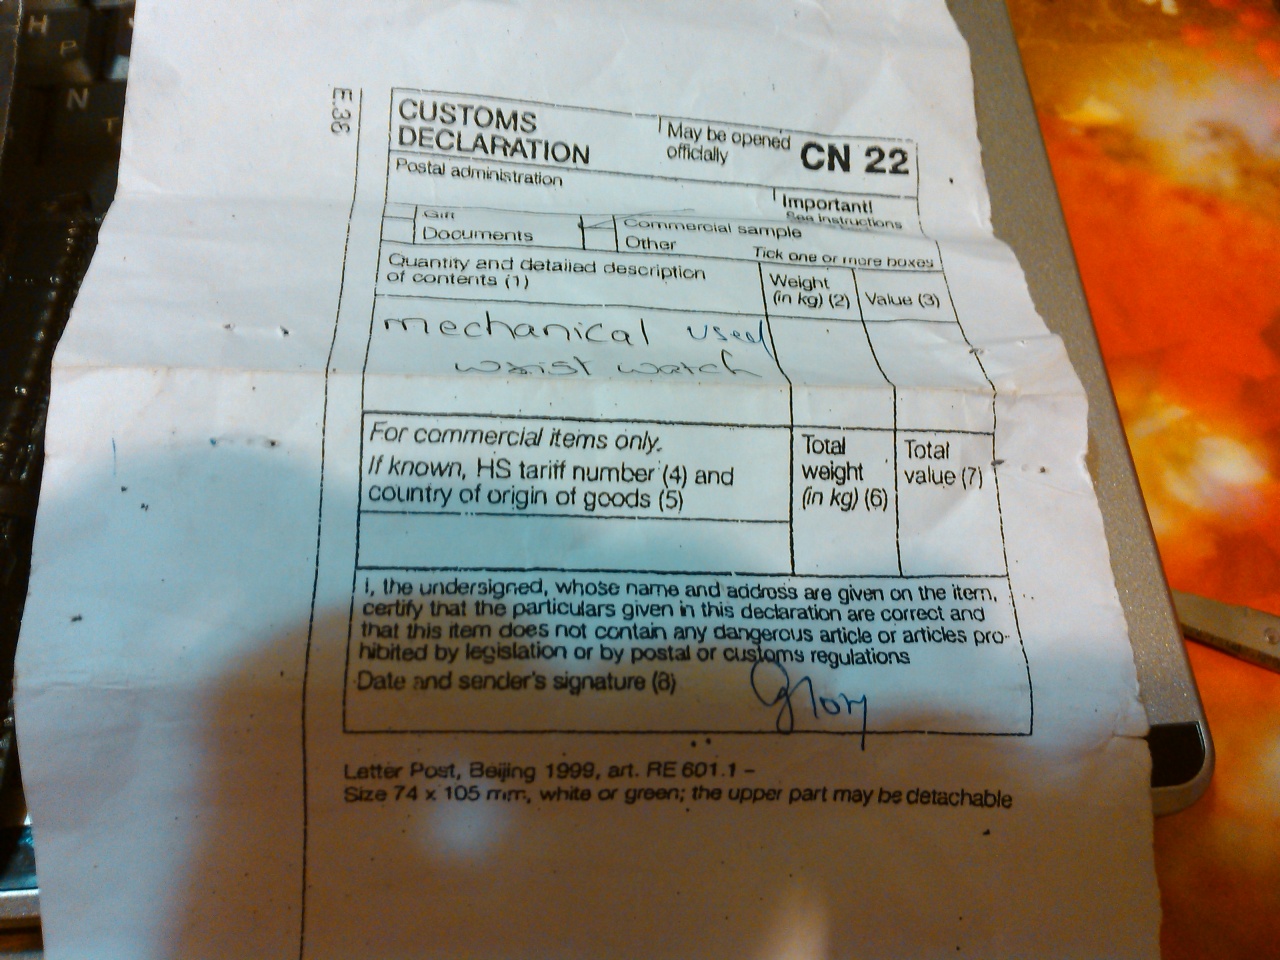 H
P
N
T
E.36
CUSTOMS
DECLARATION
May be opened
officially
CN 22
Postal administration
Important!
See instructions
Gift
Commercial sample
Documents
Other
Tick one or more boxes
Quantity and detailed description
of contents (1)
Weight
(in kg) (2)
Value (3)
mechanical used
wrist watch
For commercial items only.
If known, HS tariff number (4) and
country of origin of goods (5)
Total
weight
(in kg) (6)
Total
value (7)
I, the undersigned, whose name and address are given on the item,
certify that the particulars given in this declaration are correct and
that this item does not contain any dangerous article or articles pro-
hibited by legislation or by postal or customs regulations
Date and sender's signature (8)
Glory
Letter Post, Beijing 1999, art. RE 601.1 –
Size 74 x 105 mm, white or green; the upper part may be detachable